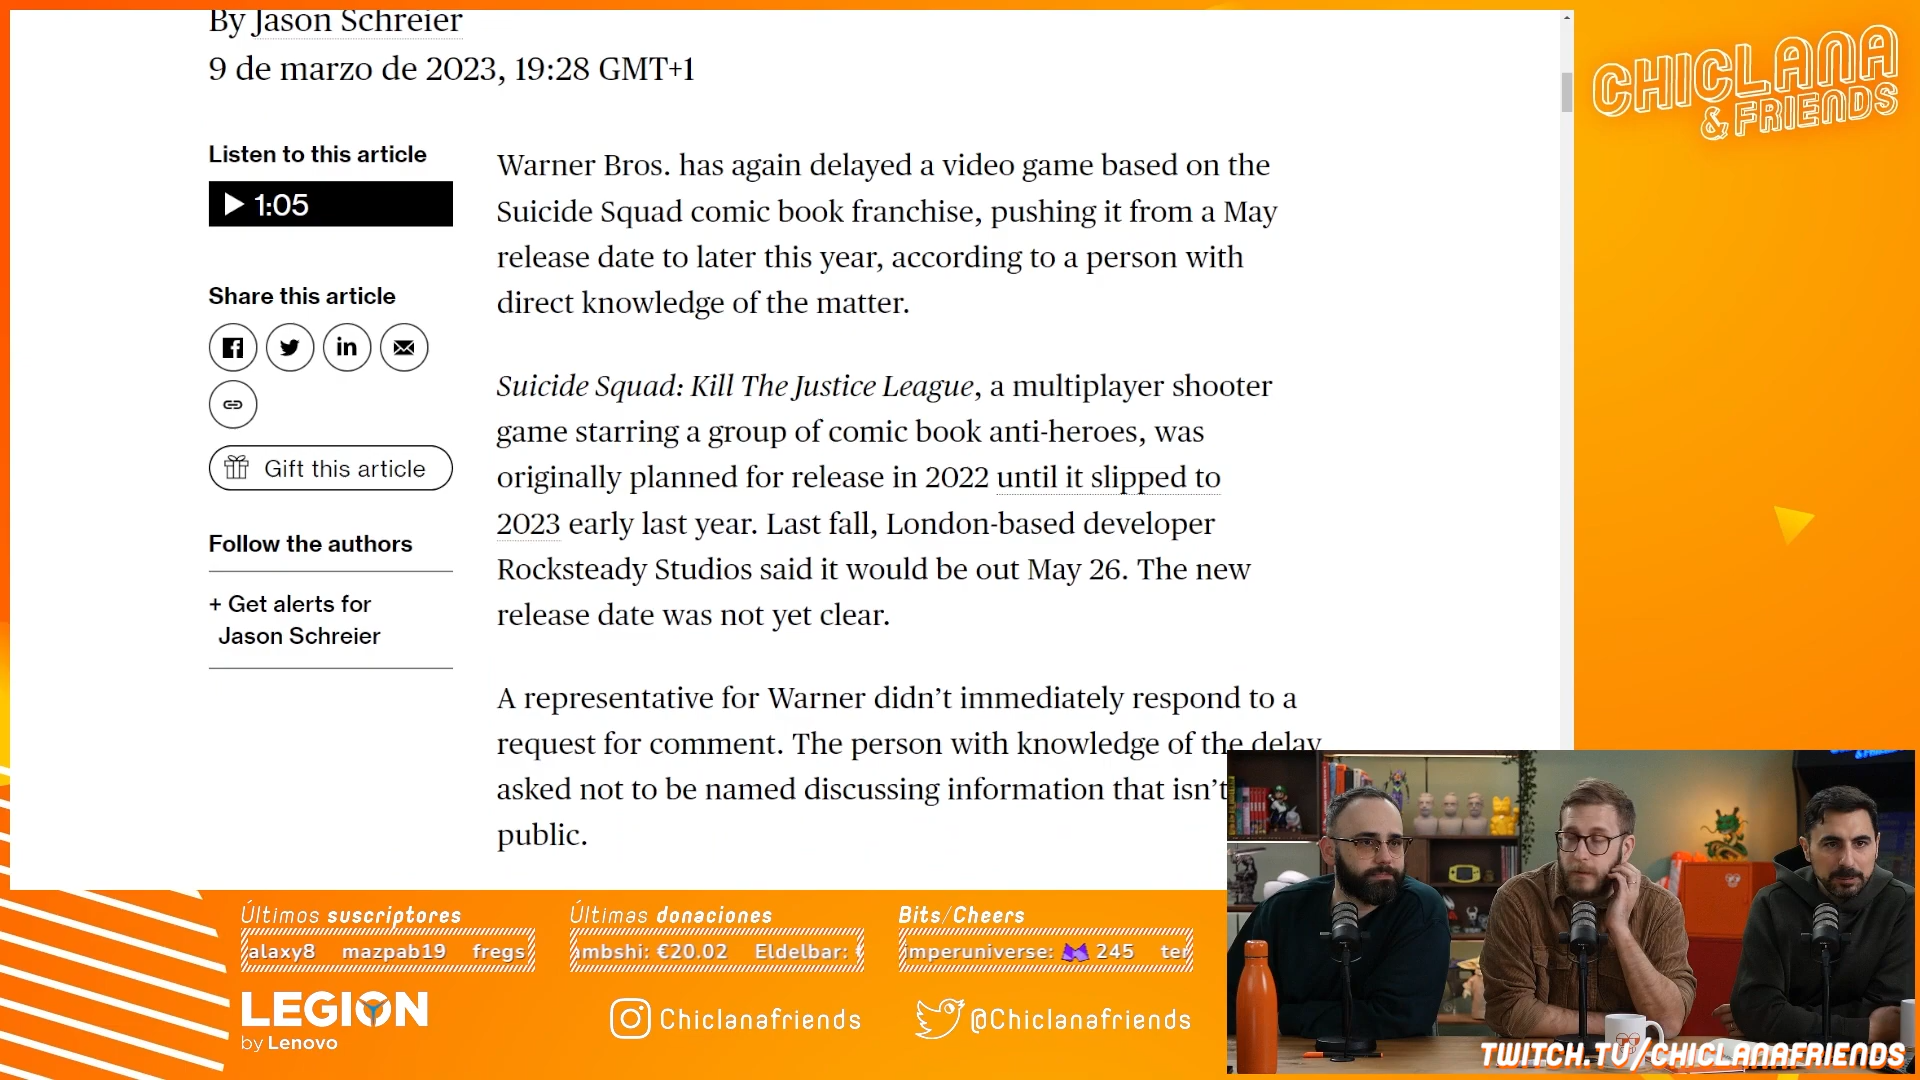 By Jason Schreier
9 de marzo de 2023, 19:28 GMT+1
CHICLANA
& FRIENDS
Listen to this article
1:05
Share this article
Gift this article
Follow the authors
+ Get alerts for
Jason Schreier
Warner Bros. has again delayed a video game based on the
Suicide Squad comic book franchise, pushing it from a May
release date to later this year, according to a person with
direct knowledge of the matter.
Suicide Squad: Kill The Justice League, a multiplayer shooter
game starring a group of comic book anti-heroes, was
originally planned for release in 2022 until it slipped to
2023 early last year. Last fall, London-based developer
Rocksteady Studios said it would be out May 26. The new
release date was not yet clear.
A representative for Warner didn’t immediately respond to a
request for comment. The person with knowledge of the delay
asked not to be named discussing information that isn’t
public.
Últimos suscriptores
alaxy8 mazpab19 fregs
Últimas donaciones
mbshi: €20.02 Eldelbar:
Bits/Cheers
mperuniverse: 245 ter
LEGION
by Lenovo
Chiclanafriends
@Chiclanafriends
TWITCH.TV/CHICLANAFRIENDS